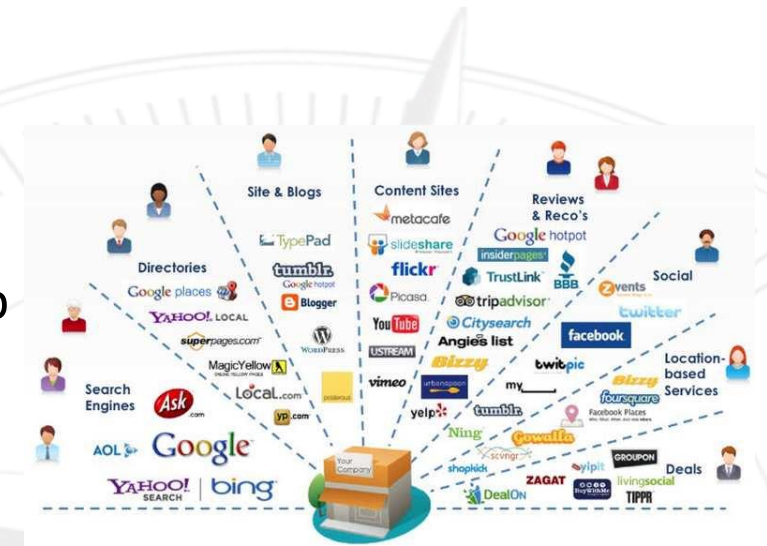 Site & Blogs
TypePad
tumblr.
Google hotpot
Blogger
WORDPRESS
posterous
Content Sites
metacafe
slideshare
flickr
Picasa
You Tube
USTREAM
vimeo
Reviews
& Reco's
Google hotpot
insiderpages
TrustLink
BBB
tripadvisor
Citysearch
Angie's list
Bizzy
urbanspoon
yelp
Directories
Google places
YAHOO! LOCAL
superpages.com
MagicYellow
Local.com
yp.com
Social
zvents
twitter
facebook
twitpic
my
tumblr.
Ning
Search
Engines
Ask
.com
AOL
Google
YAHOO!
SEARCH
bing
Location-
based
Services
Bizzy
foursquare
Facebook Places
Gowalla
scvngr
shopkick
Deals
GROUPON
yipit
livingsocial
ZAGAT
BuyWithMe
TIPPR
DealOn
Your
Company